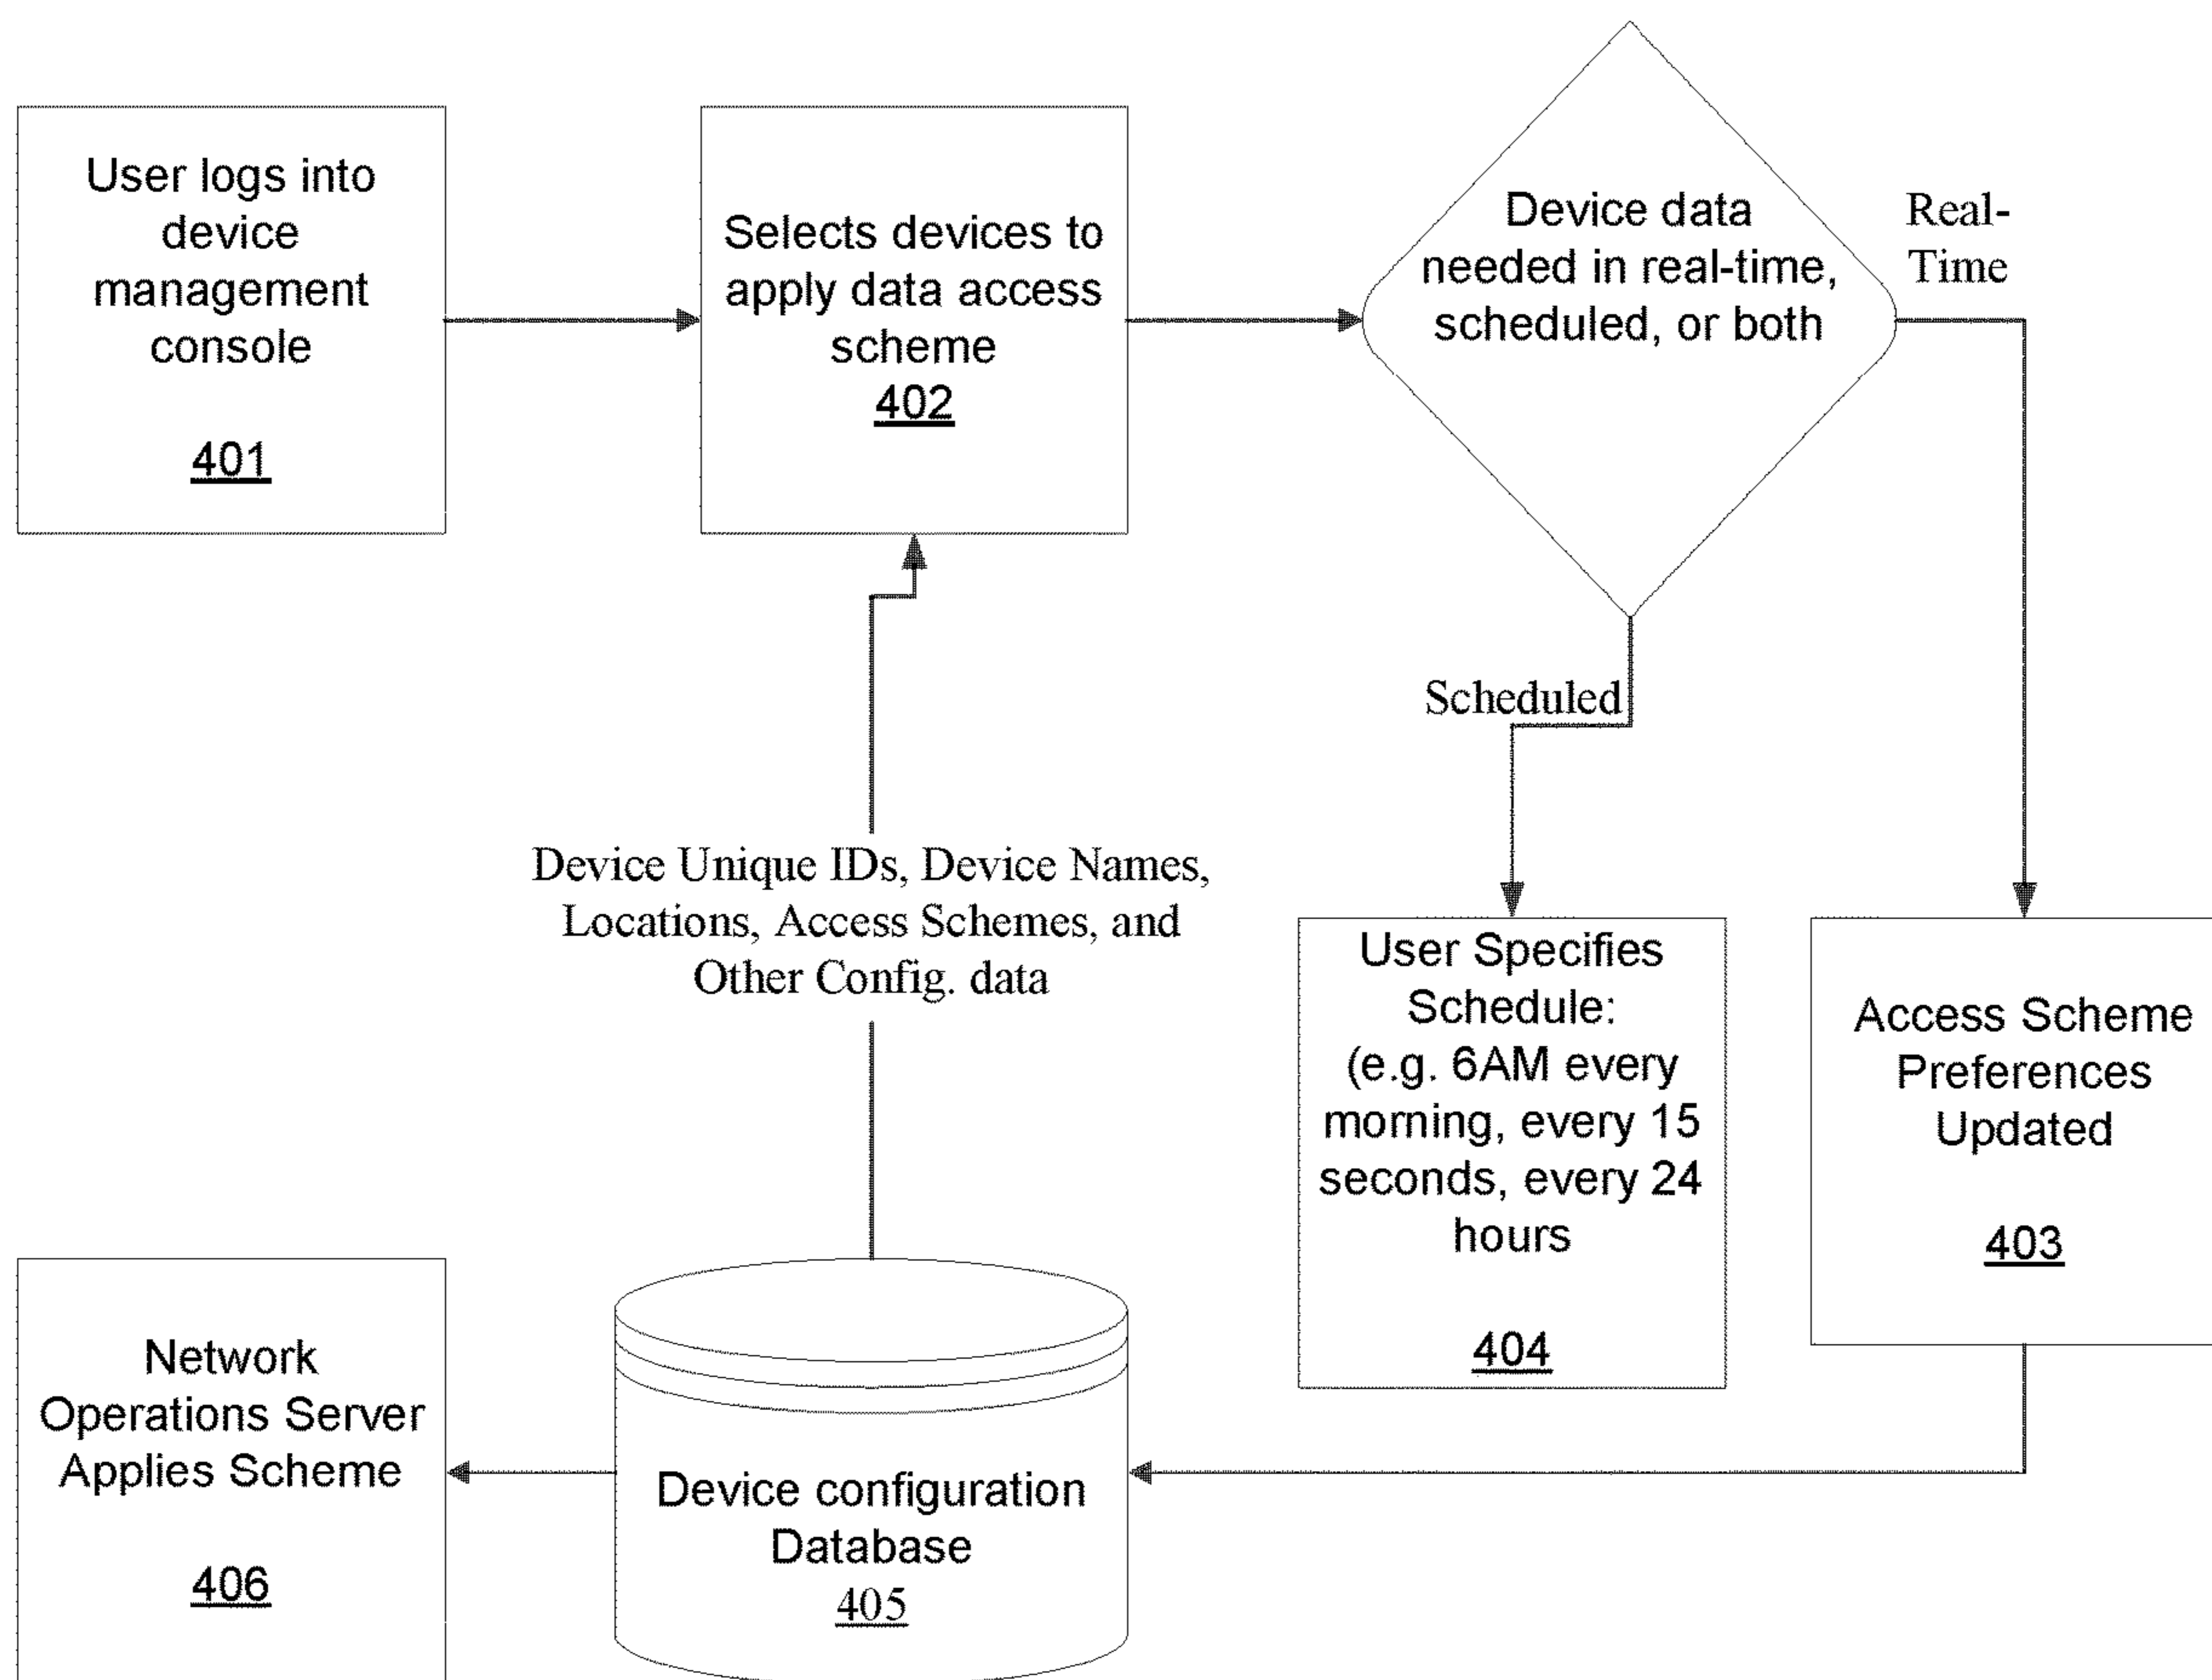 User logs into
device
management
console
401
Selects devices to
apply data access
scheme
402
Device data
needed in real-time,
scheduled, or both
Real-
Time
Scheduled
Device Unique IDs, Device Names,
Locations, Access Schemes, and
Other Config. data
User Specifies
Schedule:
(e.g. 6AM every
morning, every 15
seconds, every 24
hours
404
Access Scheme
Preferences
Updated
403
Network
Operations Server
Applies Scheme
406
Device configuration
Database
405